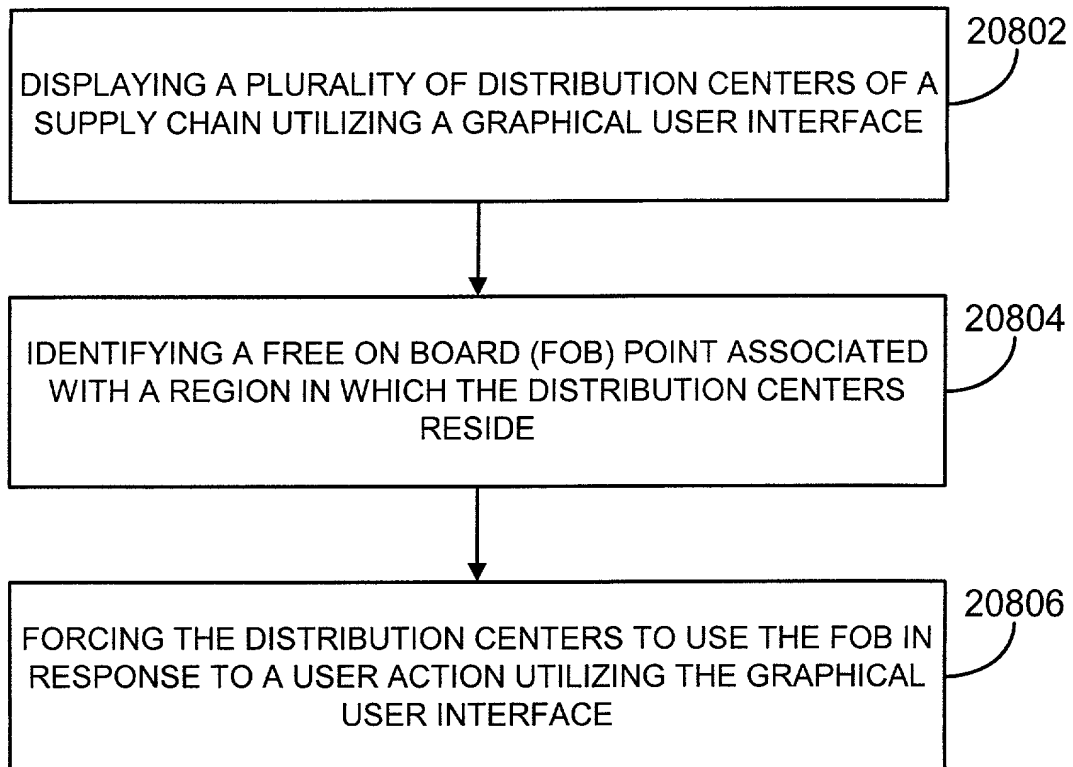 20802
DISPLAYING A PLURALITY OF DISTRIBUTION CENTERS OF A
SUPPLY CHAIN UTILIZING A GRAPHICAL USER INTERFACE
20804
IDENTIFYING A FREE ON BOARD (FOB) POINT ASSOCIATED
WITH A REGION IN WHICH THE DISTRIBUTION CENTERS
RESIDE
20806
FORCING THE DISTRIBUTION CENTERS TO USE THE FOB IN
RESPONSE TO A USER ACTION UTILIZING THE GRAPHICAL
USER INTERFACE